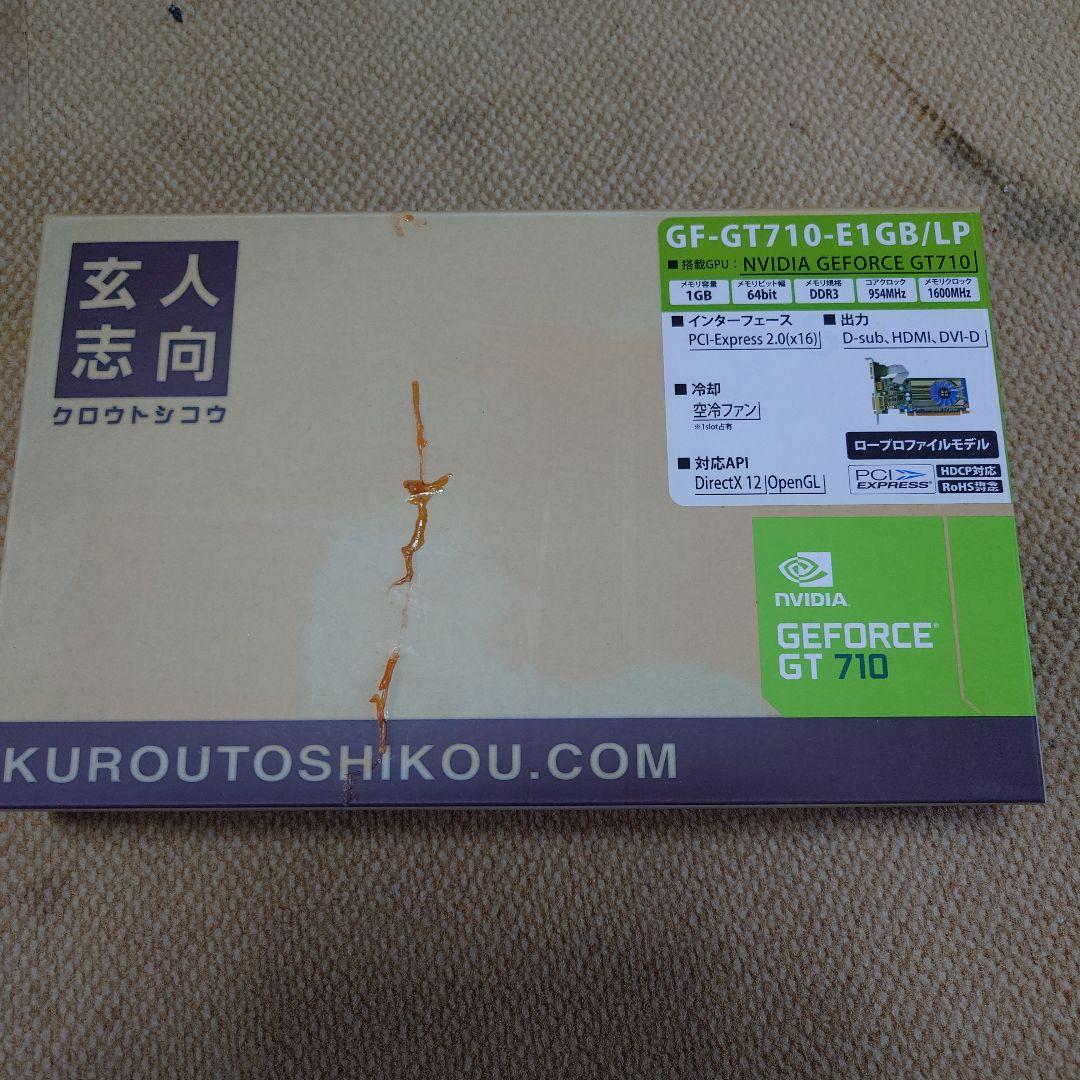 玄人
志向
クロウトシコウ
GF-GT710-E1GB/LP
■ 搭載GPU : NVIDIA GEFORCE GT710
メモリ容量 メモリビット幅 メモリ規格 コアクロック メモリクロック
1GB 64bit DDR3 954MHz 1600MHz
■ インターフェース ■ 出力
PCI-Express 2.0(x16) D-sub、HDMI、DVI-D
■ 冷却
空冷ファン
※1slot占有
ロープロファイルモデル
■ 対応API
DirectX 12 OpenGL
PCI EXPRESS®
HDCP対応
RoHS指令対応
NVIDIA.
GEFORCE®
GT 710
KUROUTOSHIKOU.COM